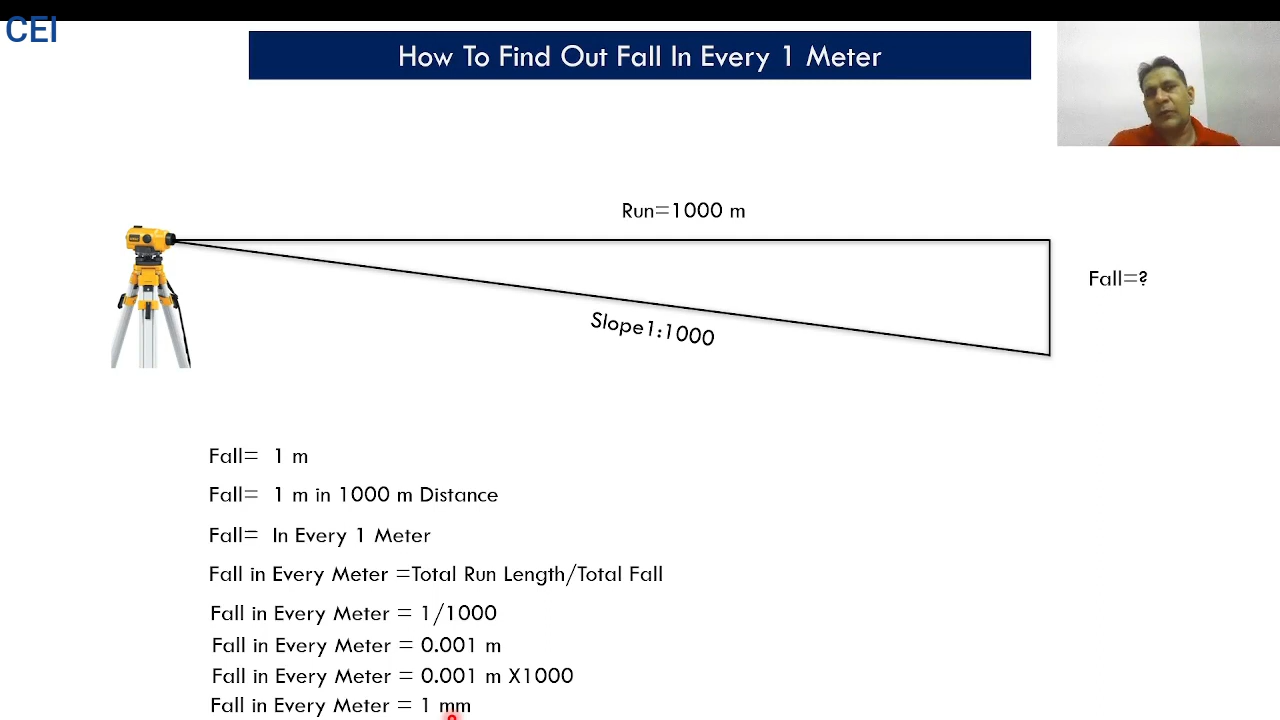 CEI
How To Find Out Fall In Every 1 Meter
Run=1000 m
Fall=?
Slope1:1000
Fall= 1 m
Fall= 1 m in 1000 m Distance
Fall= In Every 1 Meter
Fall in Every Meter =Total Run Length/Total Fall
Fall in Every Meter = 1/1000
Fall in Every Meter = 0.001 m
Fall in Every Meter = 0.001 m X1000
Fall in Every Meter = 1 mm